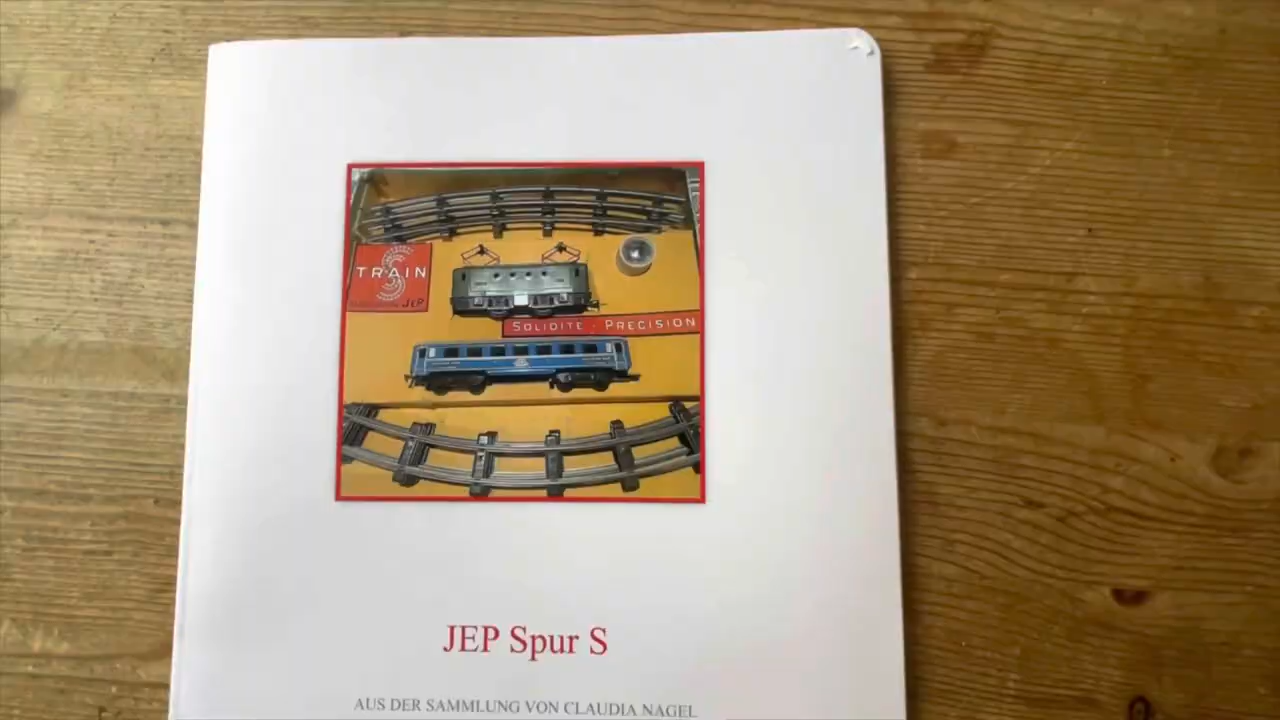 TRAIN
JEP
SOLIDITE - PRECISION
JEP Spur S
AUS DER SAMMLUNG VON CLAUDIA NAGEL